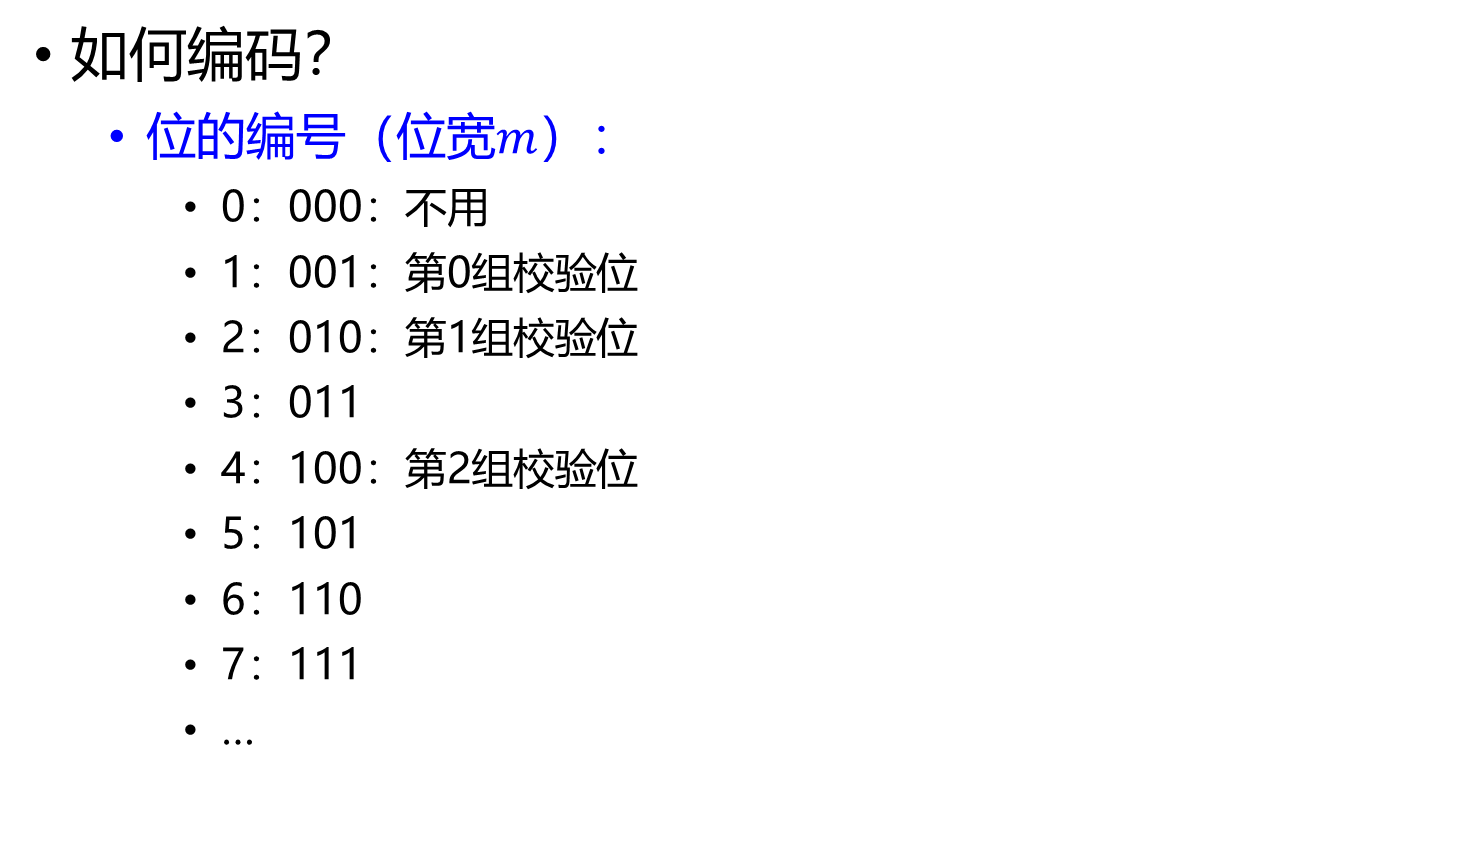 • 如何编码？
• 位的编号（位宽m）：
• 0：000：不用
• 1：001：第0组校验位
• 2：010：第1组校验位
• 3：011
• 4：100：第2组校验位
• 5：101
• 6：110
• 7：111
• …